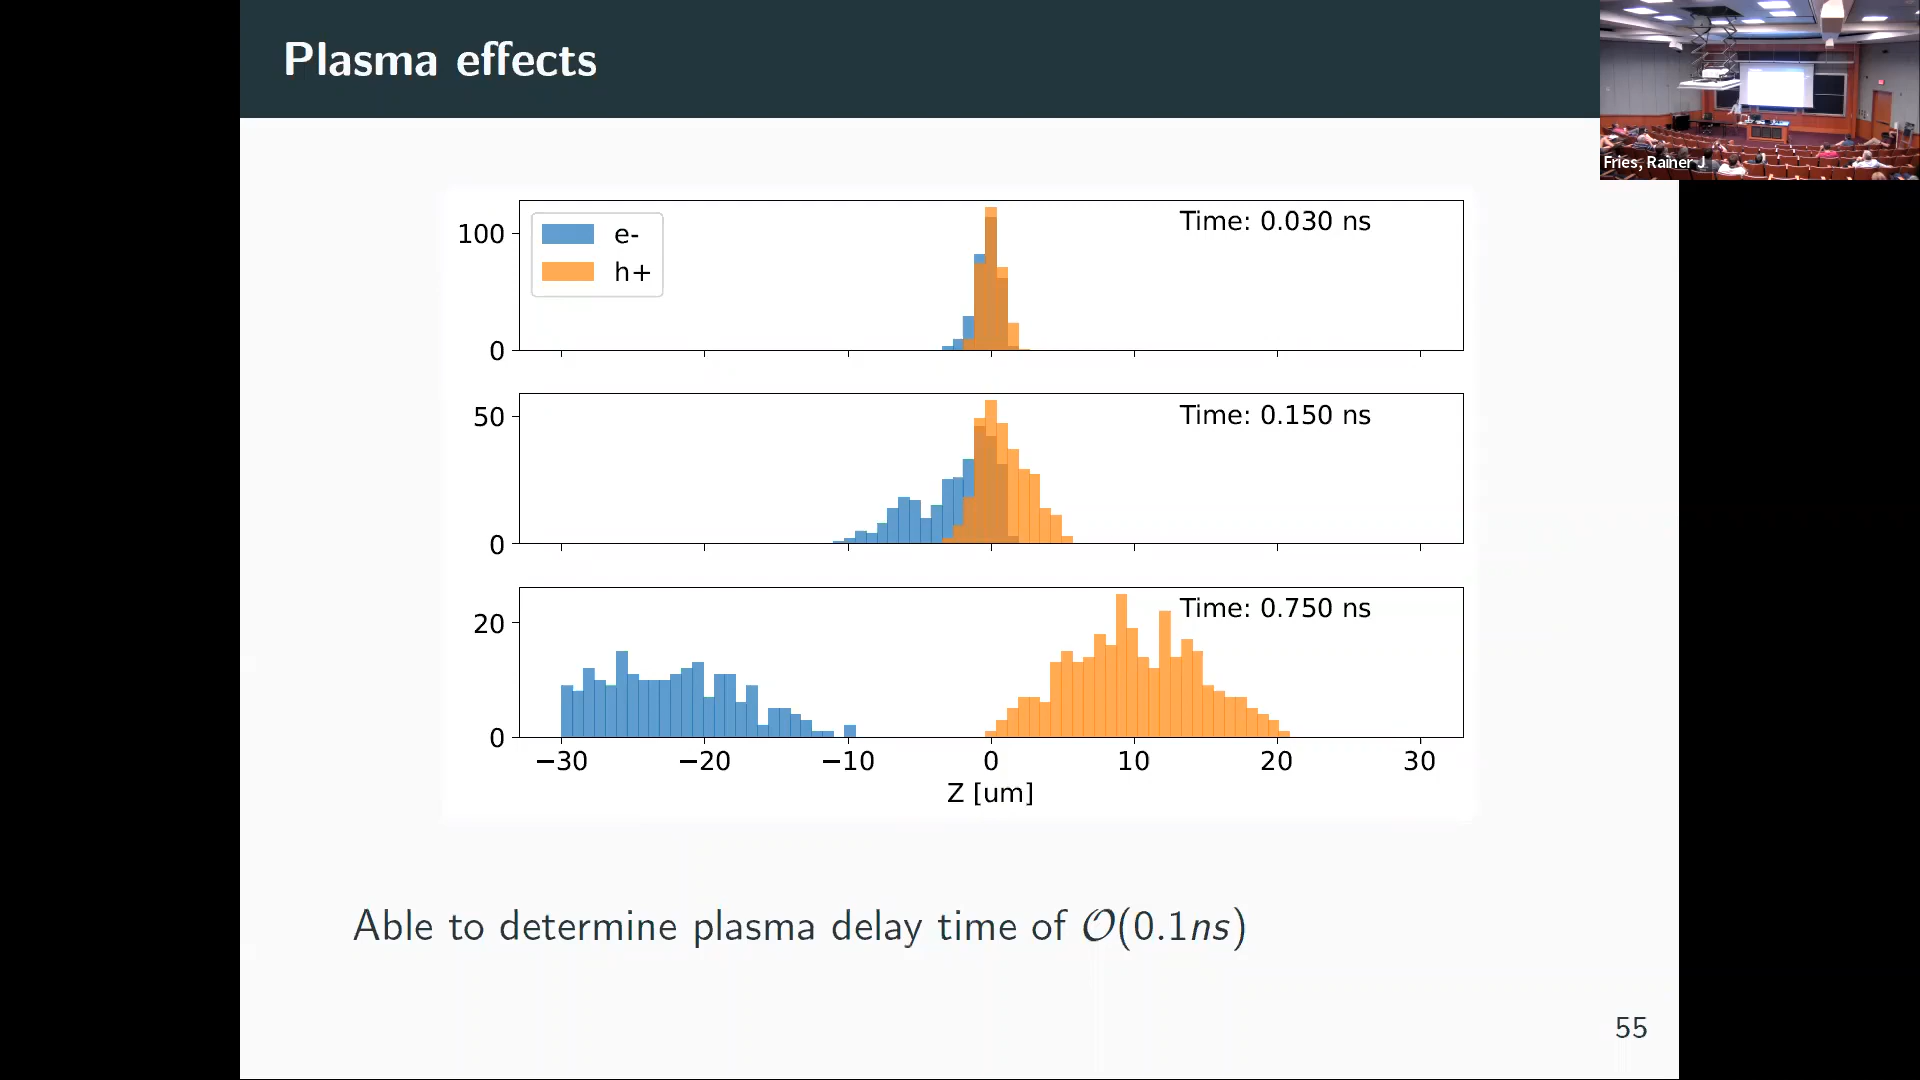 Plasma effects
Fries, Rainer J
e-
h+
Time: 0.030 ns
100
0
Time: 0.150 ns
50
0
Time: 0.750 ns
20
0
−30 −20 −10 0 10 20 30
Z [um]
Able to determine plasma delay time of 𝒪(0.1ns)
55